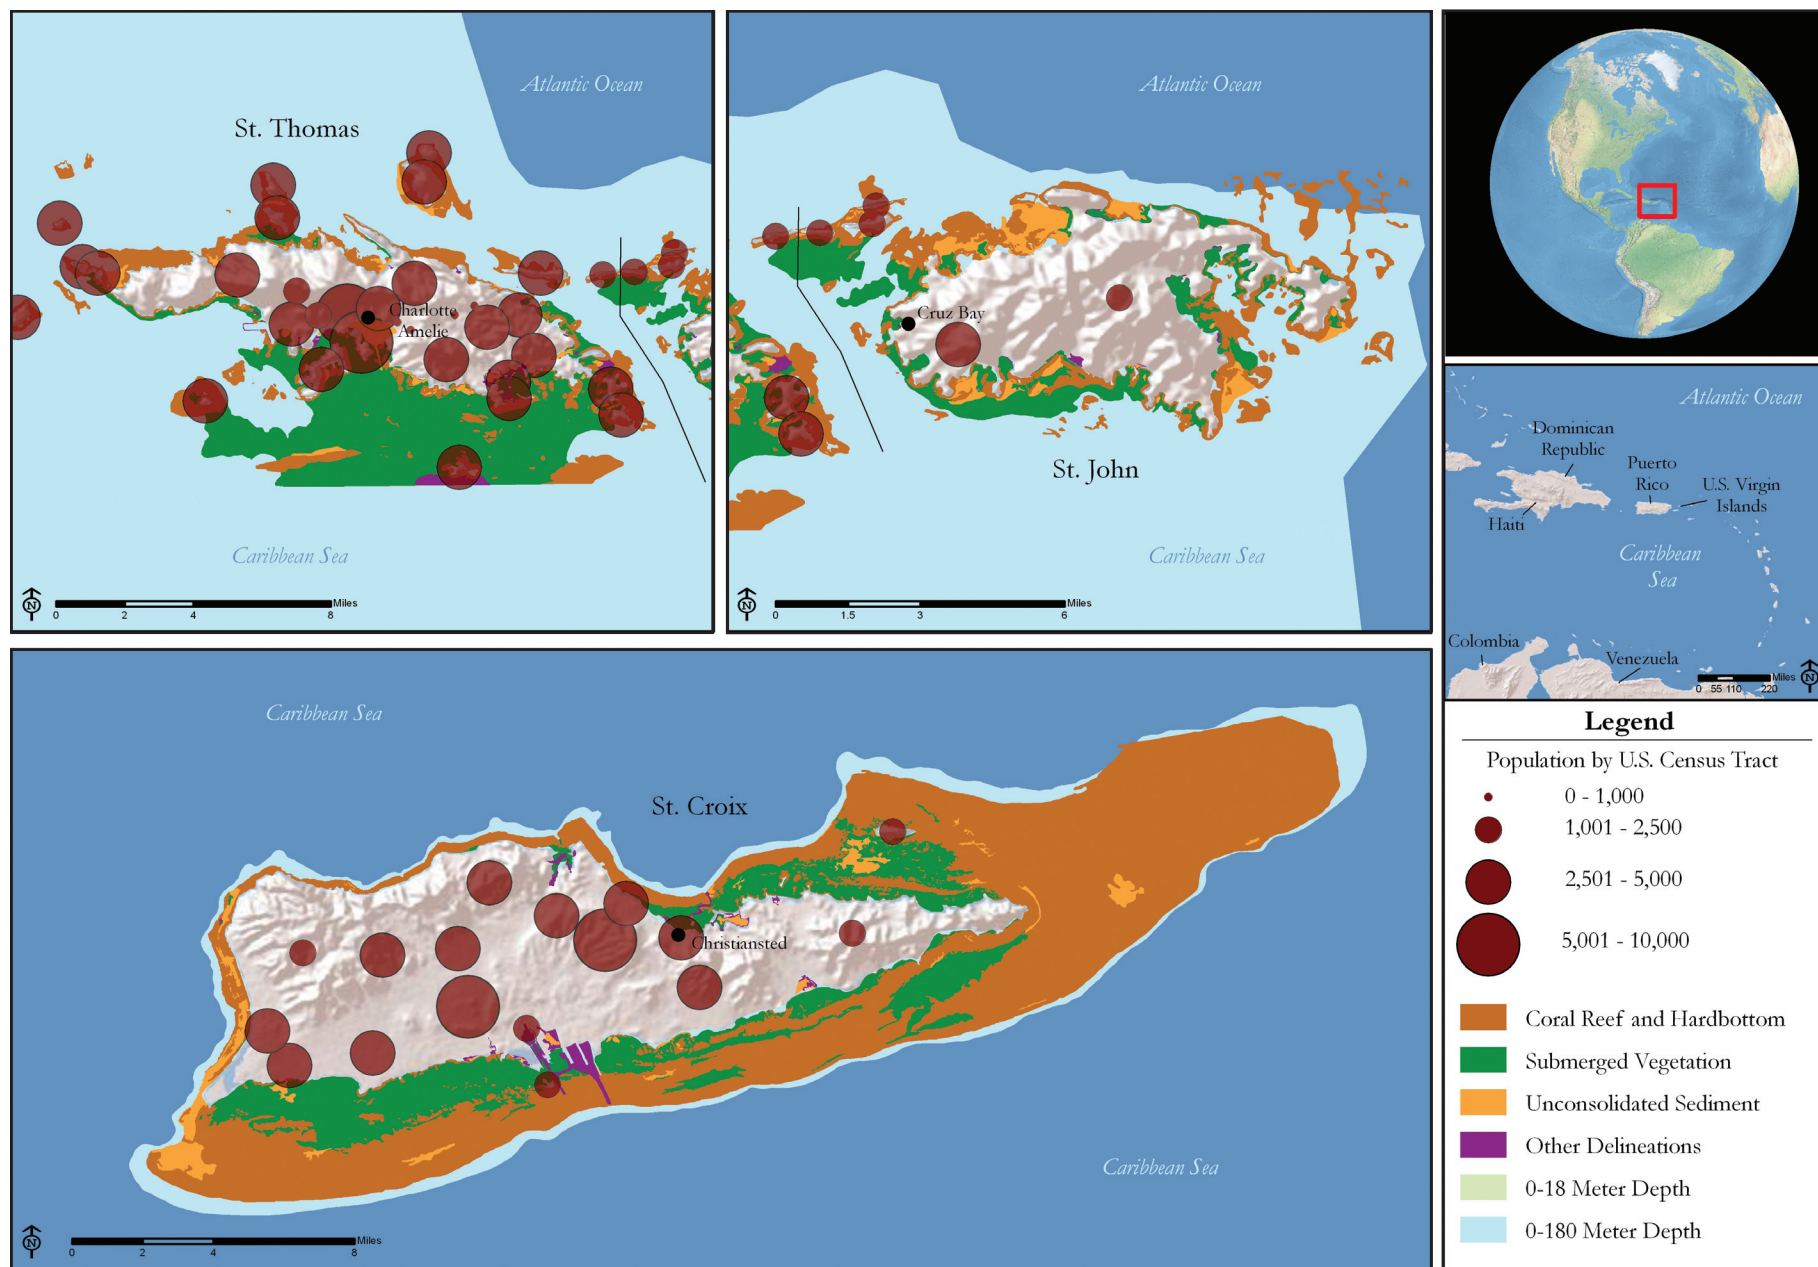 St. Thomas
Atlantic Ocean
Charlotte
Amelie
Caribbean Sea
N
0 2 4 8 Miles
Atlantic Ocean
Cruz Bay
St. John
Caribbean Sea
N
0 1.5 3 6 Miles
Caribbean Sea
St. Croix
Christiansted
Caribbean Sea
N
0 2 4 8 Miles
Atlantic Ocean
Dominican
Republic
Puerto
Rico
U.S. Virgin
Islands
Haiti
Caribbean
Sea
Colombia
Venezuela
0 55 110 220 Miles
N
Legend
Population by U.S. Census Tract
0 - 1,000
1,001 - 2,500
2,501 - 5,000
5,001 - 10,000
Coral Reef and Hardbottom
Submerged Vegetation
Unconsolidated Sediment
Other Delineations
0-18 Meter Depth
0-180 Meter Depth